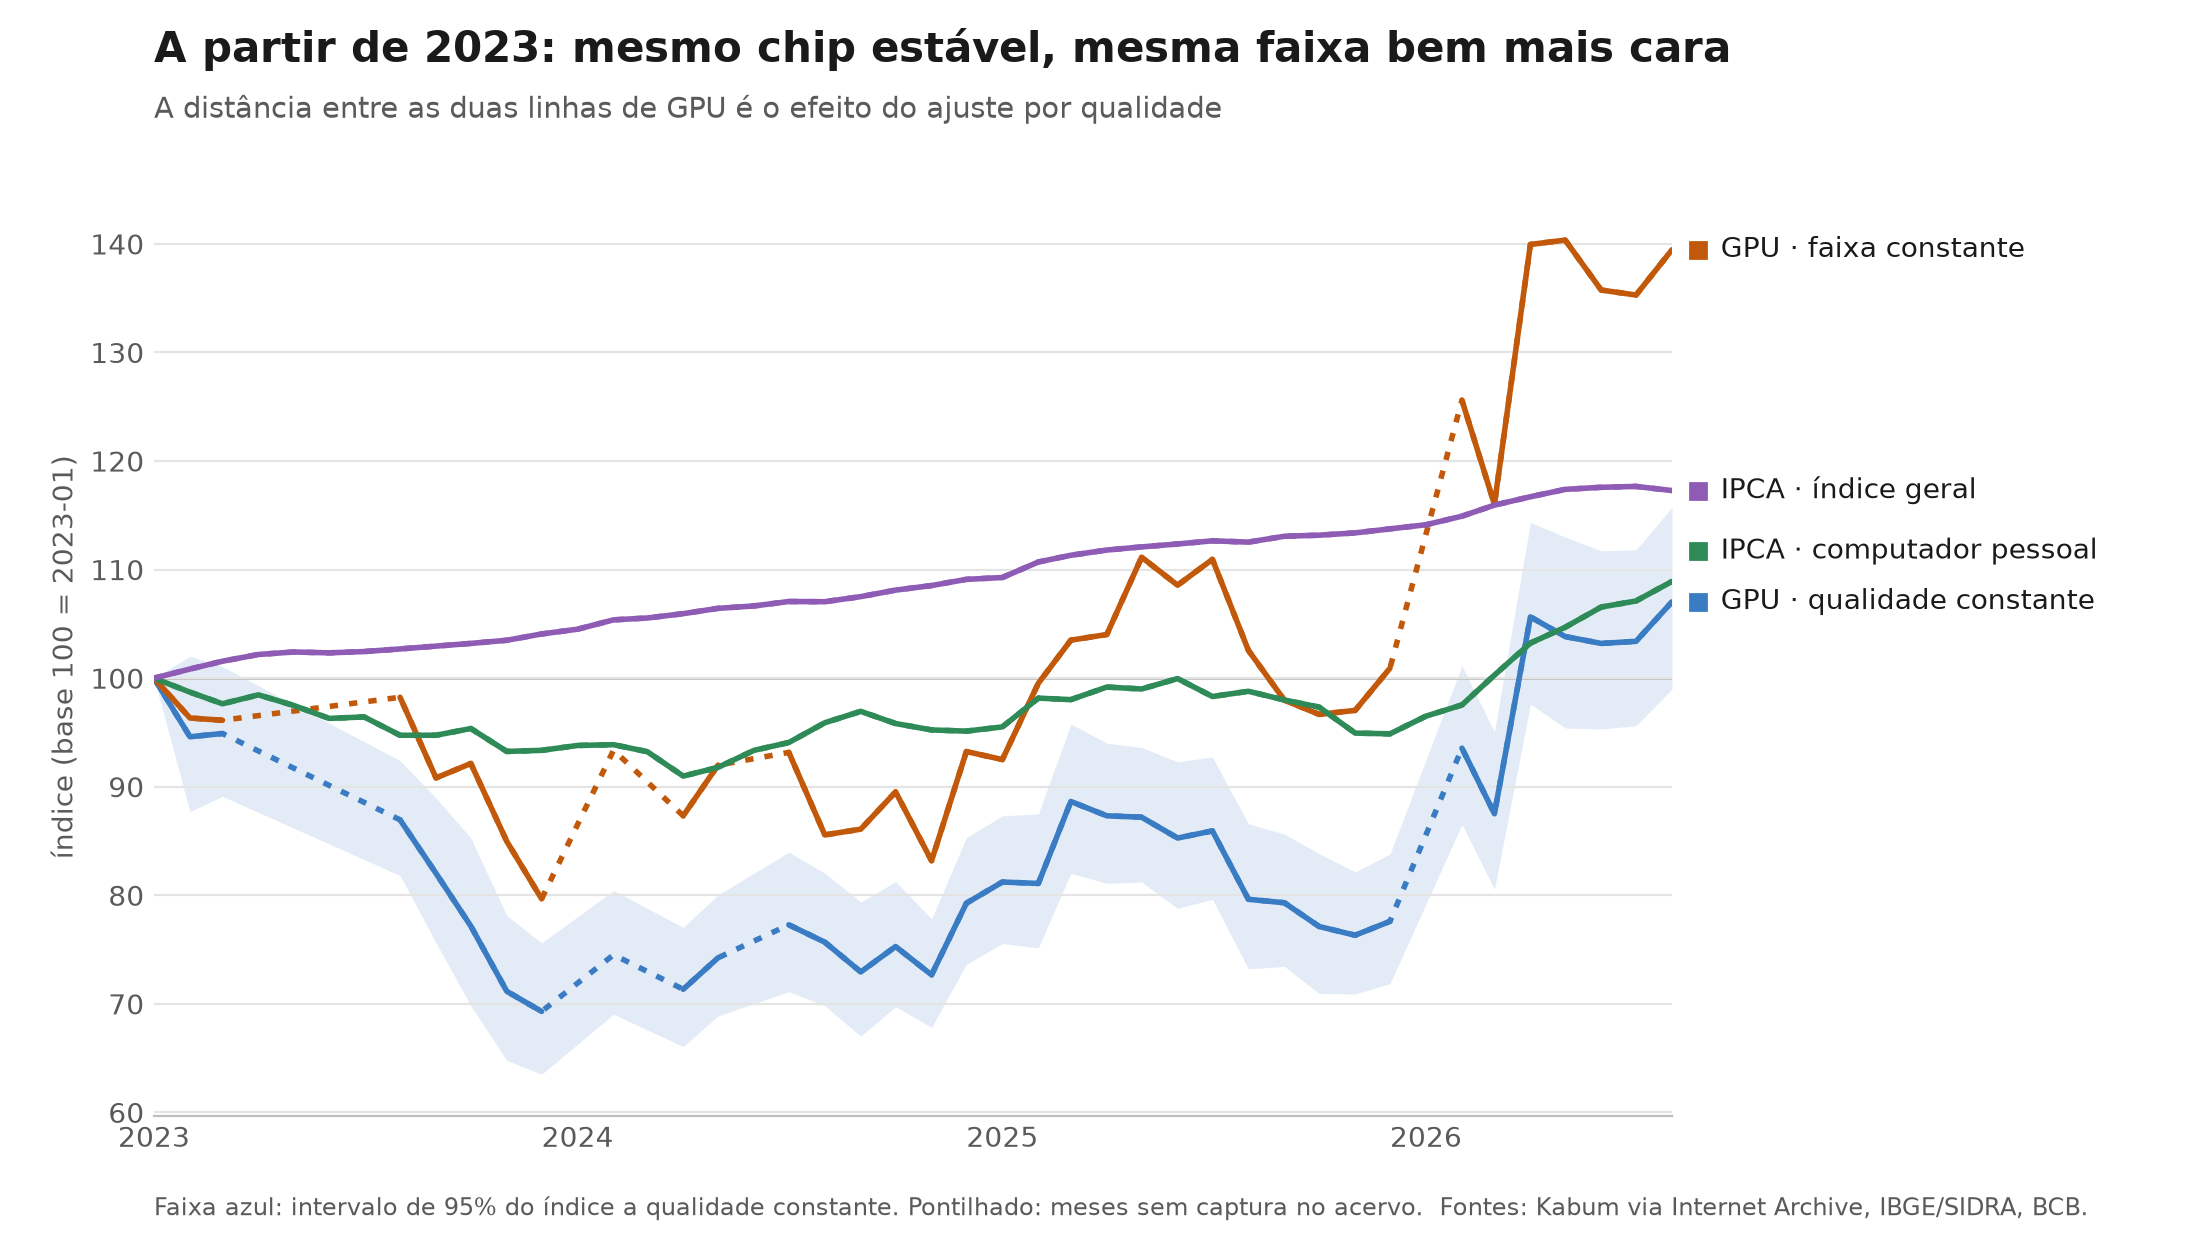 A partir de 2023: mesmo chip estável, mesma faixa bem mais cara
A distância entre as duas linhas de GPU é o efeito do ajuste por qualidade
índice (base 100 = 2023-01)
140
130
120
110
100
90
80
70
60
2023
2024
2025
2026
GPU · faixa constante
IPCA · índice geral
IPCA · computador pessoal
GPU · qualidade constante
Faixa azul: intervalo de 95% do índice a qualidade constante. Pontilhado: meses sem captura no acervo.  Fontes: Kabum via Internet Archive, IBGE/SIDRA, BCB.